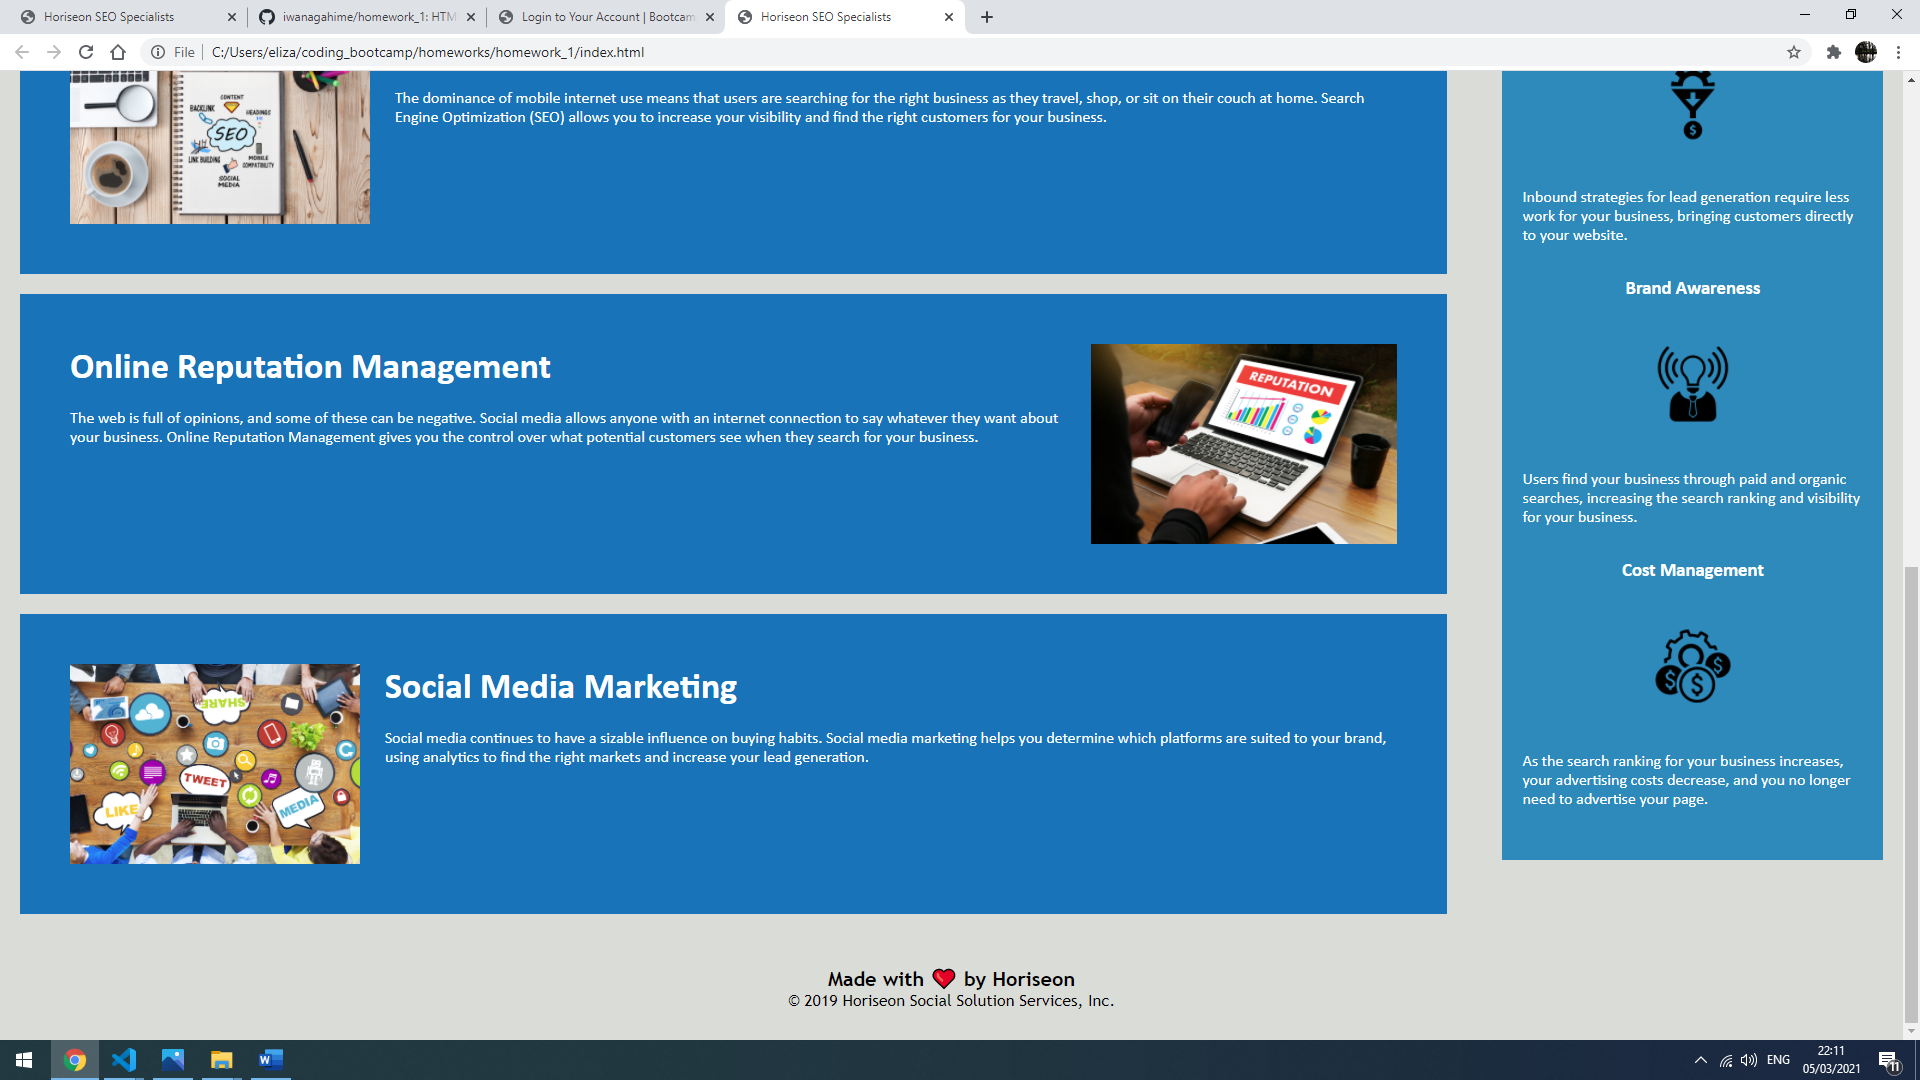 Horiseon SEO Specialists
iwanagahime/homework_1: HTM
Login to Your Account | Bootcam
Horiseon SEO Specialists
File
C:/Users/eliza/coding_bootcamp/homeworks/homework_1/index.html
CONTENT
BACKLINK
HEADINGS
SEO
LINK BUILDING
MOBILE COMPATIBILITY
SOCIAL MEDIA
The dominance of mobile internet use means that users are searching for the right business as they travel, shop, or sit on their couch at home. Search
Engine Optimization (SEO) allows you to increase your visibility and find the right customers for your business.
Online Reputation Management
The web is full of opinions, and some of these can be negative. Social media allows anyone with an internet connection to say whatever they want about
your business. Online Reputation Management gives you the control over what potential customers see when they search for your business.
REPUTATION
SHARE
TWEET
LIKE
MEDIA
Social Media Marketing
Social media continues to have a sizable influence on buying habits. Social media marketing helps you determine which platforms are suited to your brand,
using analytics to find the right markets and increase your lead generation.
Inbound strategies for lead generation require less
work for your business, bringing customers directly
to your website.
Brand Awareness
Users find your business through paid and organic
searches, increasing the search ranking and visibility
for your business.
Cost Management
As the search ranking for your business increases,
your advertising costs decrease, and you no longer
need to advertise your page.
Made with ❤️ by Horiseon
© 2019 Horiseon Social Solution Services, Inc.
ENG
22:11
05/03/2021
11